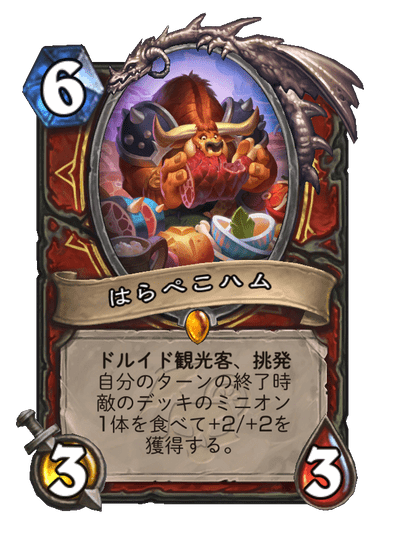 6
はらぺこハム
ドルイド観光客、挑発
自分のターンの終了時
敵のデッキのミニオン
1体を食べて+2/+2を
獲得する。
3
3